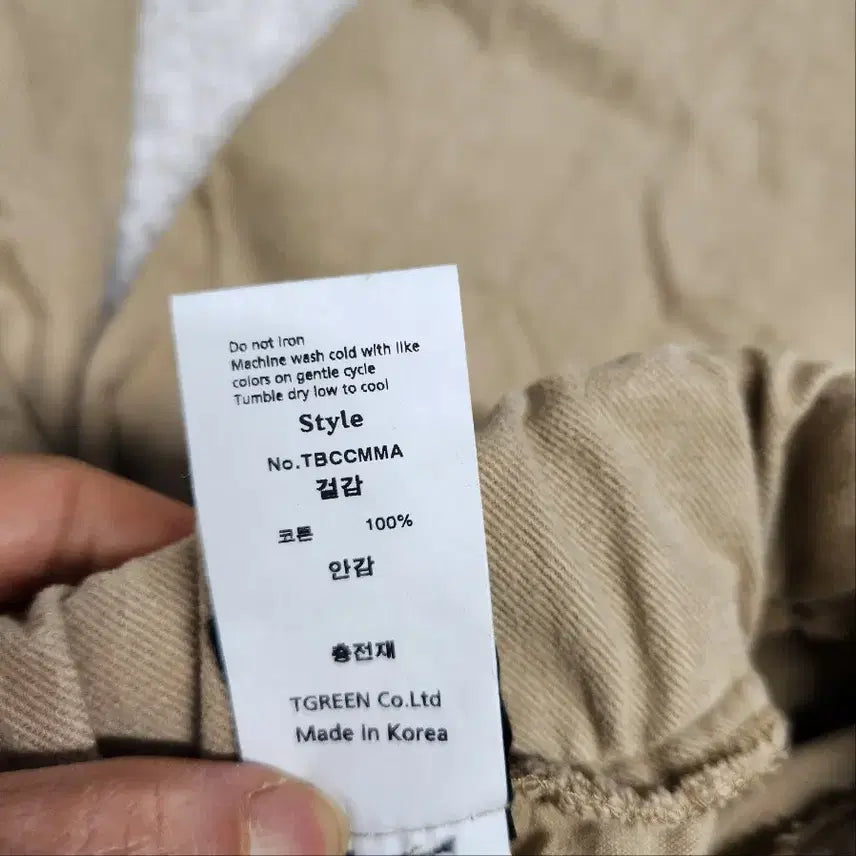 Do not Iron
Machine wash cold with like
colors on gentle cycle
Tumble dry low to cool
Style
No.TBCCMMA
겉감
코튼 100%
안감
충전재
TGREEN Co.Ltd
Made In Korea